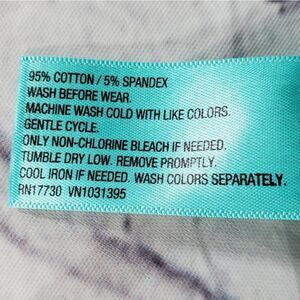 95% COTTON / 5% SPANDEX
WASH BEFORE WEAR.
MACHINE WASH COLD WITH LIKE COLORS.
GENTLE CYCLE.
ONLY NON-CHLORINE BLEACH IF NEEDED.
TUMBLE DRY LOW. REMOVE PROMPTLY.
COOL IRON IF NEEDED. WASH COLORS SEPARATELY.
RN17730 VN1031395